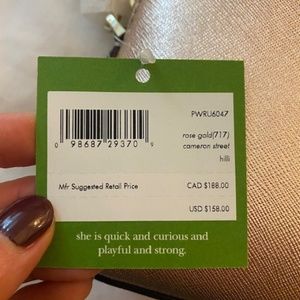 PWRU6047
rose gold(717)
cameron street
hilli
0 98687 29370 9
Mfr Suggested Retail Price
CAD $188.00
USD $158.00
she is quick and curious and
playful and strong.